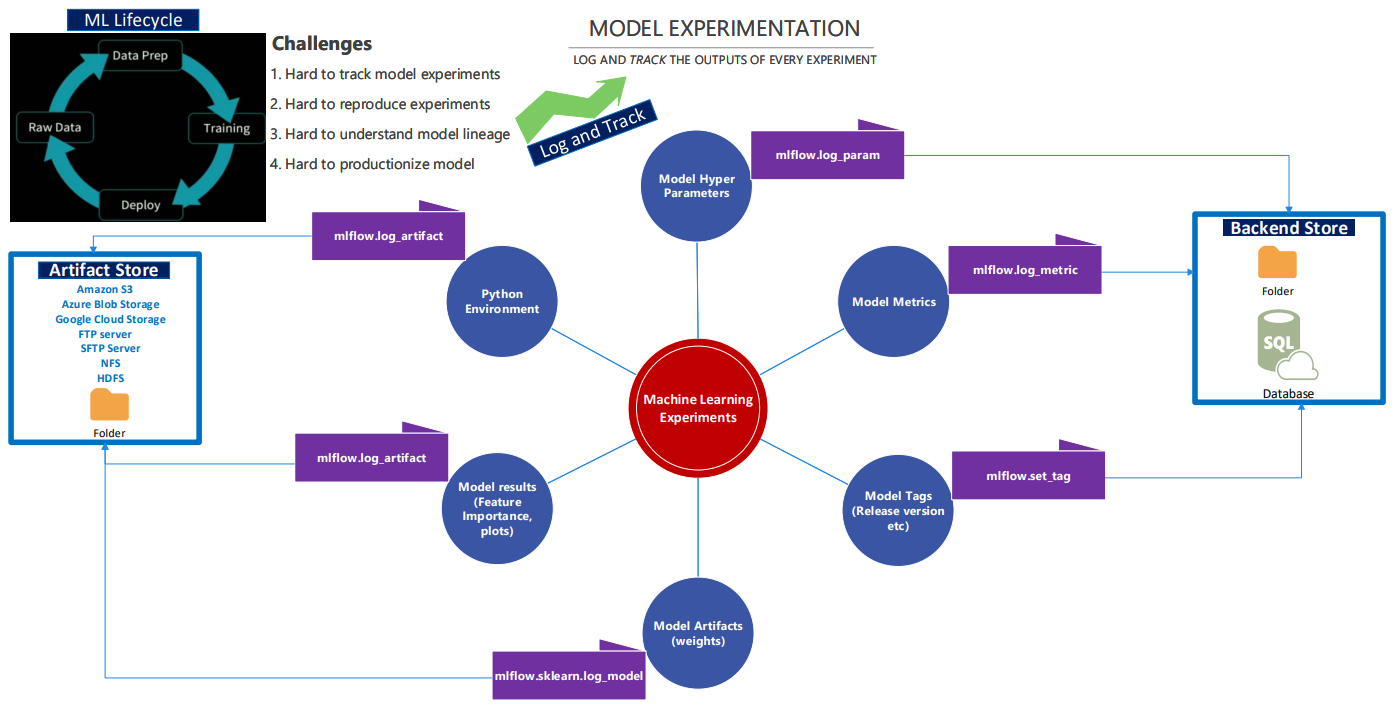 ML Lifecycle
Data Prep
Raw Data
Training
Deploy
Challenges
1. Hard to track model experiments
2. Hard to reproduce experiments
3. Hard to understand model lineage
4. Hard to productionize model
MODEL EXPERIMENTATION
LOG AND TRACK THE OUTPUTS OF EVERY EXPERIMENT
Log and Track
Model Hyper
Parameters
mlflow.log_param
mlflow.log_artifact
Python
Environment
Model Metrics
mlflow.log_metric
Backend Store
Folder
SQL
Database
Artifact Store
Amazon S3
Azure Blob Storage
Google Cloud Storage
FTP server
SFTP Server
NFS
HDFS
Folder
Machine Learning
Experiments
mlflow.log_artifact
Model results
(Feature
Importance,
plots)
Model Tags
(Release version
etc)
mlflow.set_tag
Model Artifacts
(weights)
mlflow.sklearn.log_model